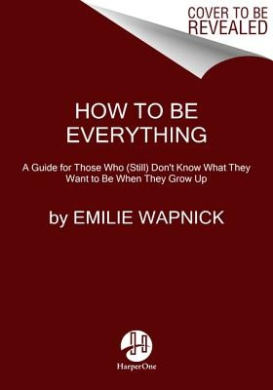 COVER TO BE
REVEALED
HOW TO BE
EVERYTHING
A Guide for Those Who (Still) Don't Know What They
Want to Be When They Grow Up
by EMILIE WAPNICK
HarperOne